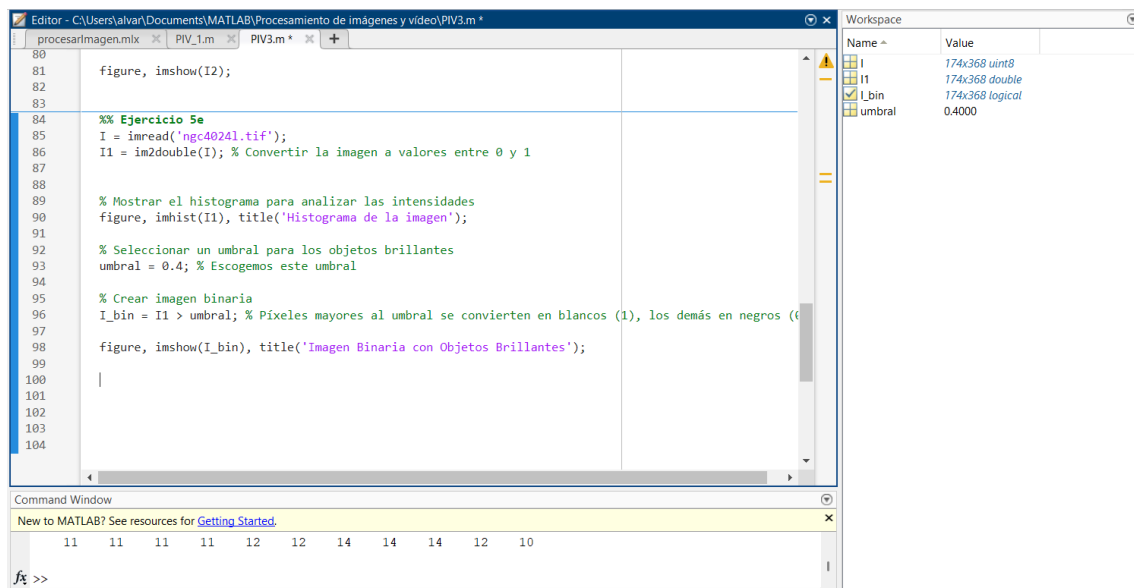 Editor - C:\Users\alvar\Documents\MATLAB\Procesamiento de imágenes y vídeo\PIV3.m *
procesarImagen.mlx PIV_1.m PIV3.m * +
80
81 figure, imshow(I2);
82
83
84 %% Ejercicio 5e
85 I = imread('ngc4024l.tif');
86 I1 = im2double(I); % Convertir la imagen a valores entre 0 y 1
87
88
89 % Mostrar el histograma para analizar las intensidades
90 figure, imhist(I1), title('Histograma de la imagen');
91
92 % Seleccionar un umbral para los objetos brillantes
93 umbral = 0.4; % Escogemos este umbral
94
95 % Crear imagen binaria
96 I_bin = I1 > umbral; % Píxeles mayores al umbral se convierten en blancos (1), los demás en negros (
97
98 figure, imshow(I_bin), title('Imagen Binaria con Objetos Brillantes');
99
100
101
102
103
104
Command Window
New to MATLAB? See resources for Getting Started.
11 11 11 11 12 12 14 14 14 12 10
fx >>
Workspace
Name Value
I 174x368 uint8
I1 174x368 double
I_bin 174x368 logical
umbral 0.4000